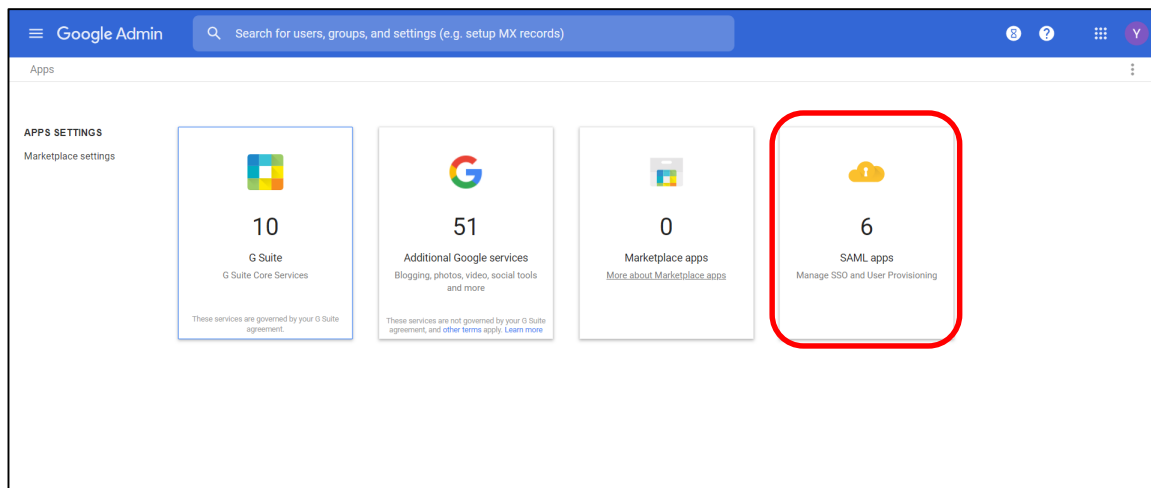 Google Admin
Search for users, groups, and settings (e.g. setup MX records)
Y
Apps
APPS SETTINGS
Marketplace settings
10
G Suite
G Suite Core Services
These services are governed by your G Suite
agreement.
51
Additional Google services
Blogging, photos, video, social tools
and more
These services are not governed by your G Suite
agreement, and other terms apply. Learn more
0
Marketplace apps
More about Marketplace apps
6
SAML apps
Manage SSO and User Provisioning